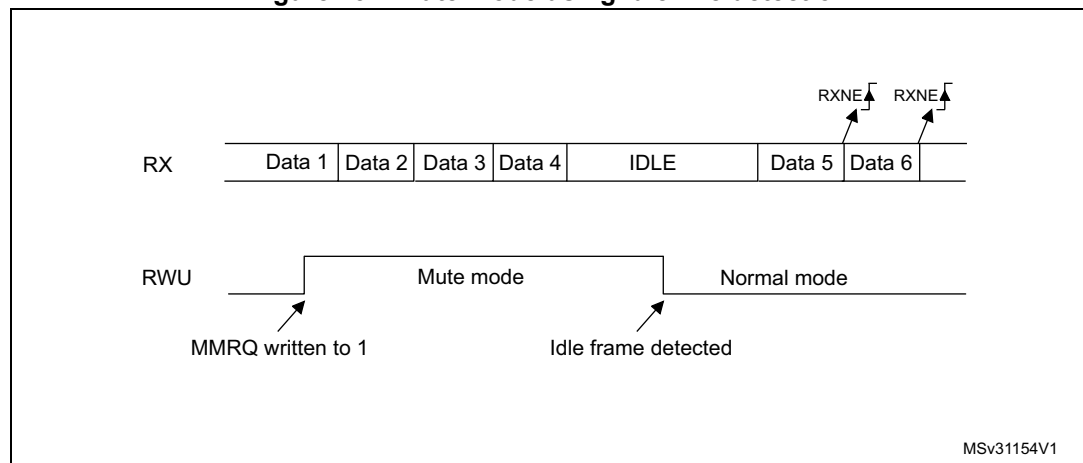 RXNE RXNE
RX Data 1 Data 2 Data 3 Data 4 IDLE Data 5 Data 6
RWU Mute mode Normal mode
MMRQ written to 1 Idle frame detected
MSv31154V1